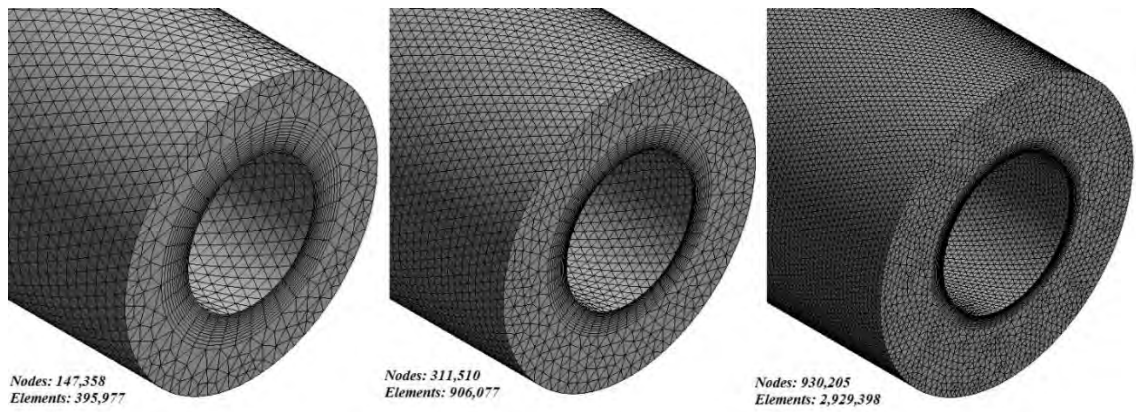 Nodes: 147,358
Elements: 395,977
Nodes: 311,510
Elements: 906,077
Nodes: 930,205
Elements: 2,929,398